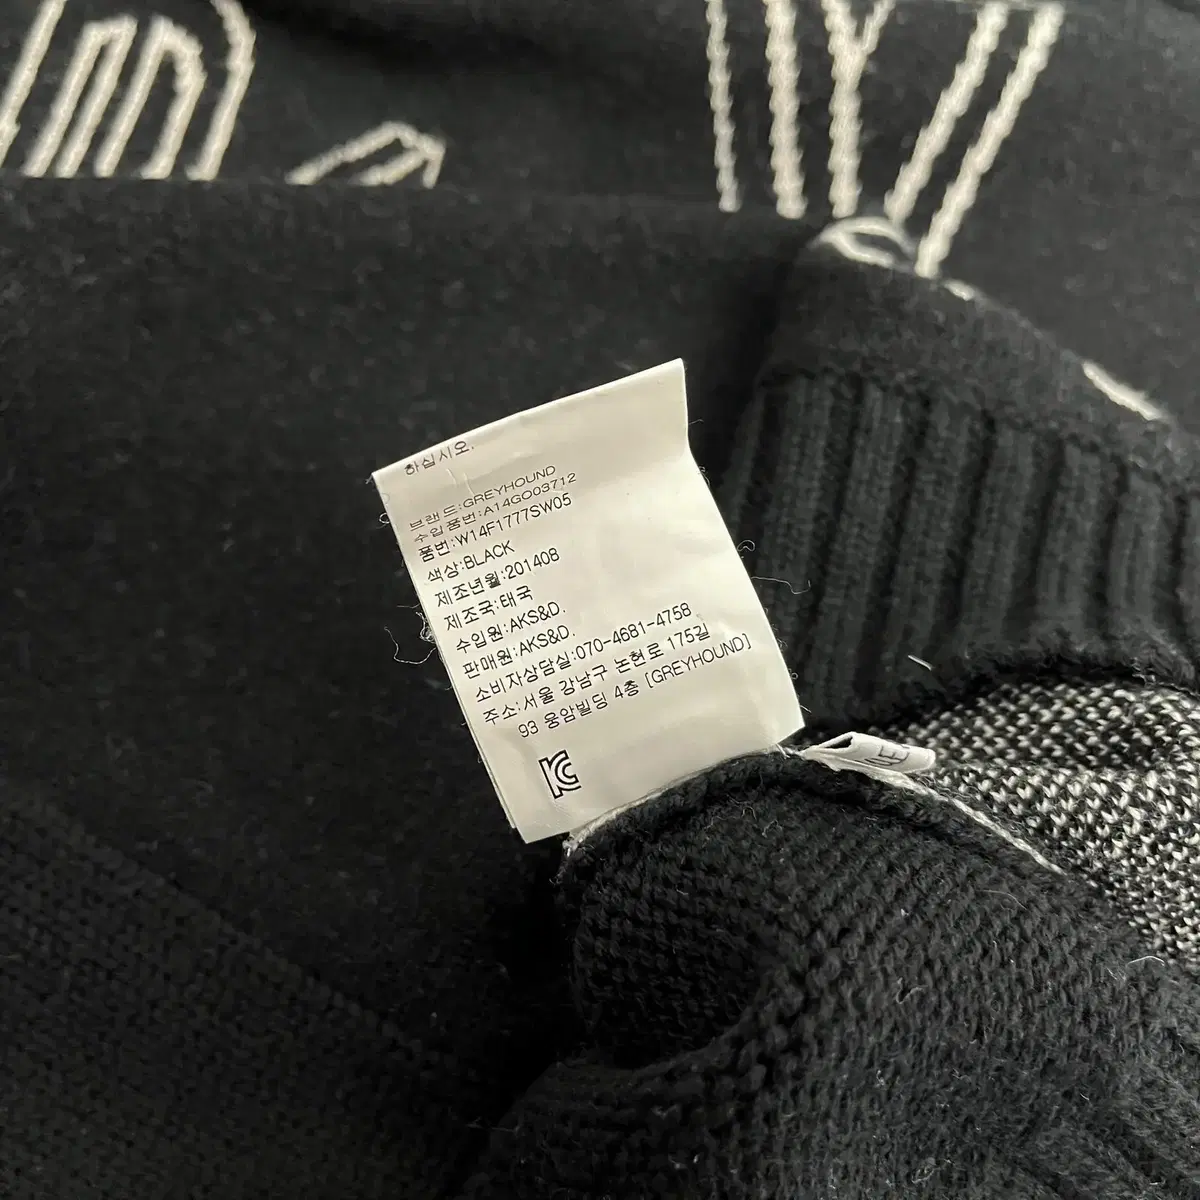 하십시오.
브랜드:GREYHOUND
수입품번:A14GO03712
품번:W14F1777SW05
색상:BLACK
제조년월:201408
제조국:태국
수입원:AKS&D.
판매원:AKS&D.
소비자상담실:070-4681-4758
주소:서울 강남구 논현로 175길
93 웅암빌딩 4층 [GREYHOUND]